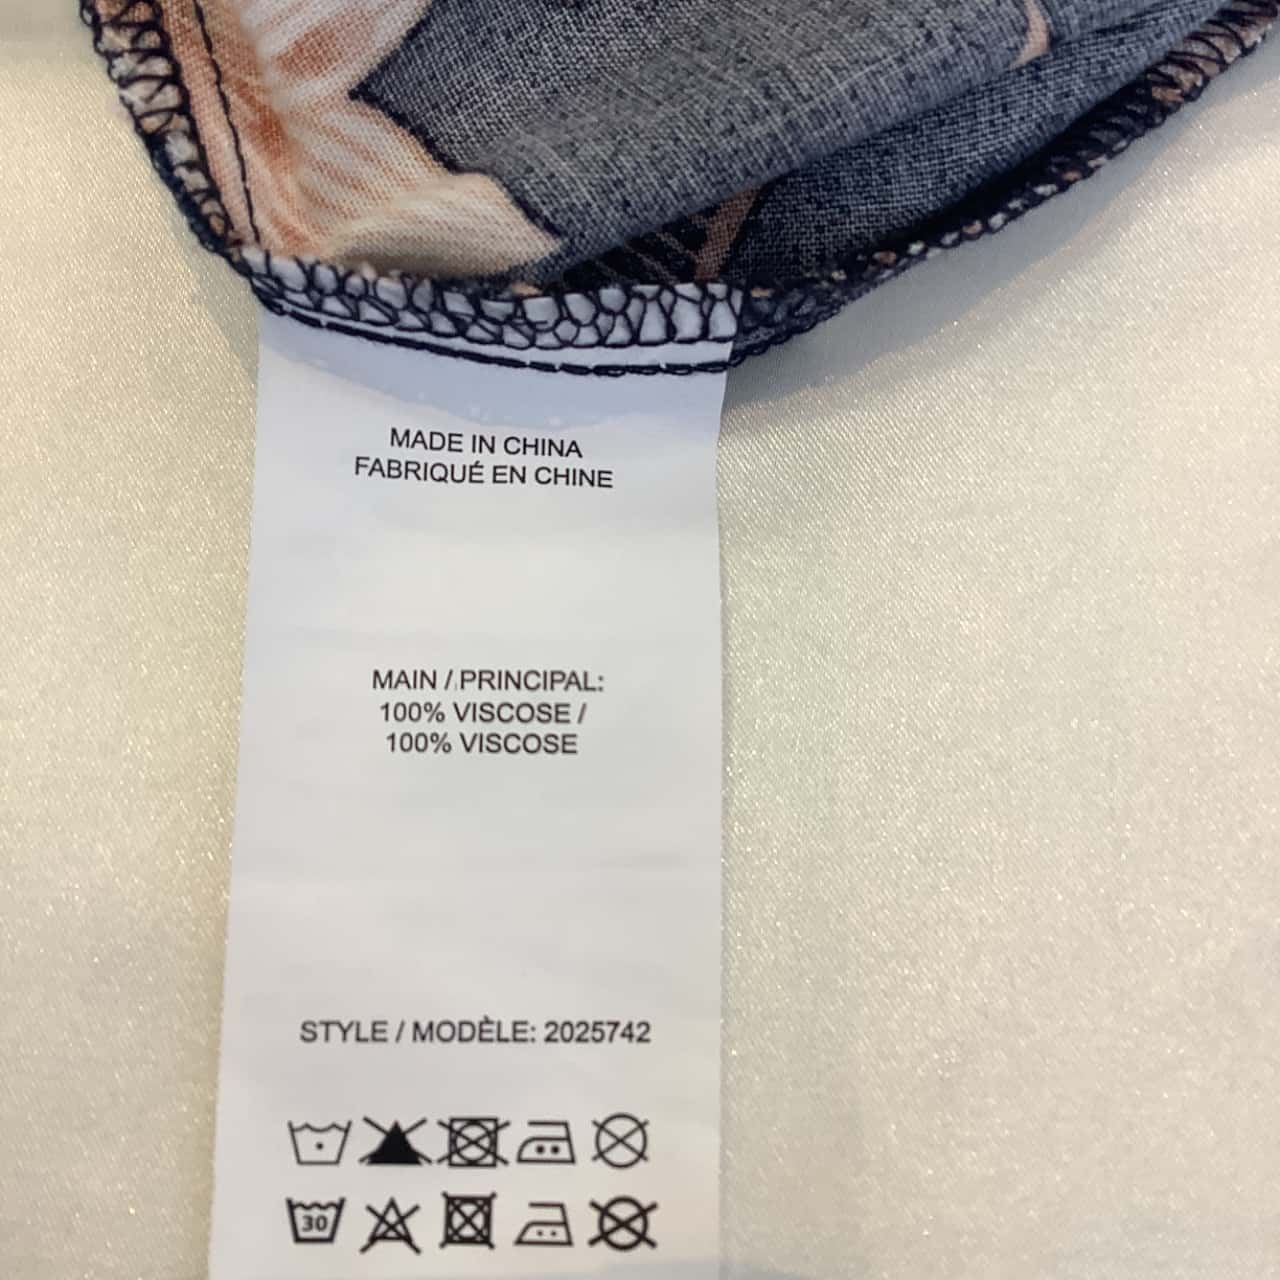 MADE IN CHINA
FABRIQUÉ EN CHINE
MAIN / PRINCIPAL:
100% VISCOSE /
100% VISCOSE
STYLE / MODÈLE: 2025742
30